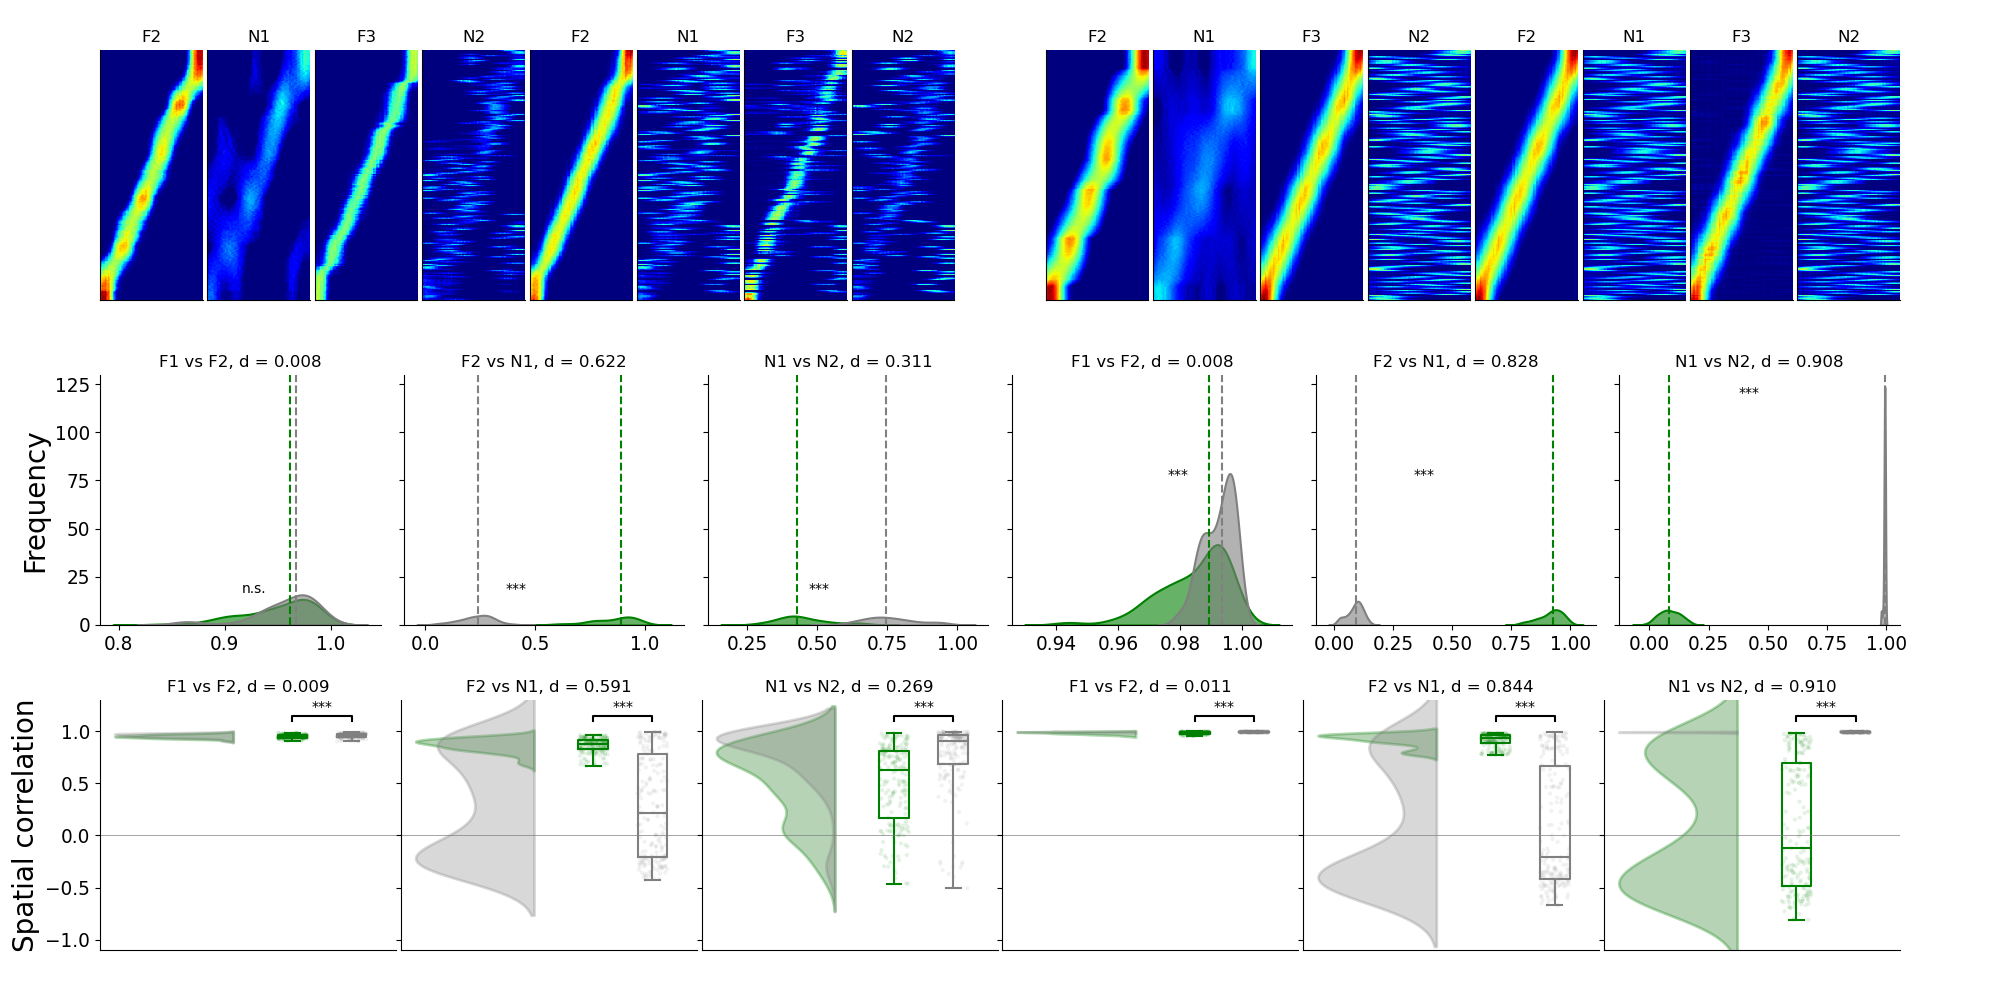 F2 N1 F3 N2 F2 N1 F3 N2 F2 N1 F3 N2 F2 N1 F3 N2
F1 vs F2, d = 0.008 F2 vs N1, d = 0.622 N1 vs N2, d = 0.311 F1 vs F2, d = 0.008 F2 vs N1, d = 0.828 N1 vs N2, d = 0.908
Frequency
125
100
75
50
25
0
n.s. *** *** *** *** ***
0.8 0.9 1.0 0.0 0.5 1.0 0.25 0.50 0.75 1.00 0.94 0.96 0.98 1.00 0.00 0.25 0.50 0.75 1.00 0.00 0.25 0.50 0.75 1.00
F1 vs F2, d = 0.009 F2 vs N1, d = 0.591 N1 vs N2, d = 0.269 F1 vs F2, d = 0.011 F2 vs N1, d = 0.844 N1 vs N2, d = 0.910
*** *** *** *** *** ***
Spatial correlation
1.0
0.5
0.0
−0.5
−1.0